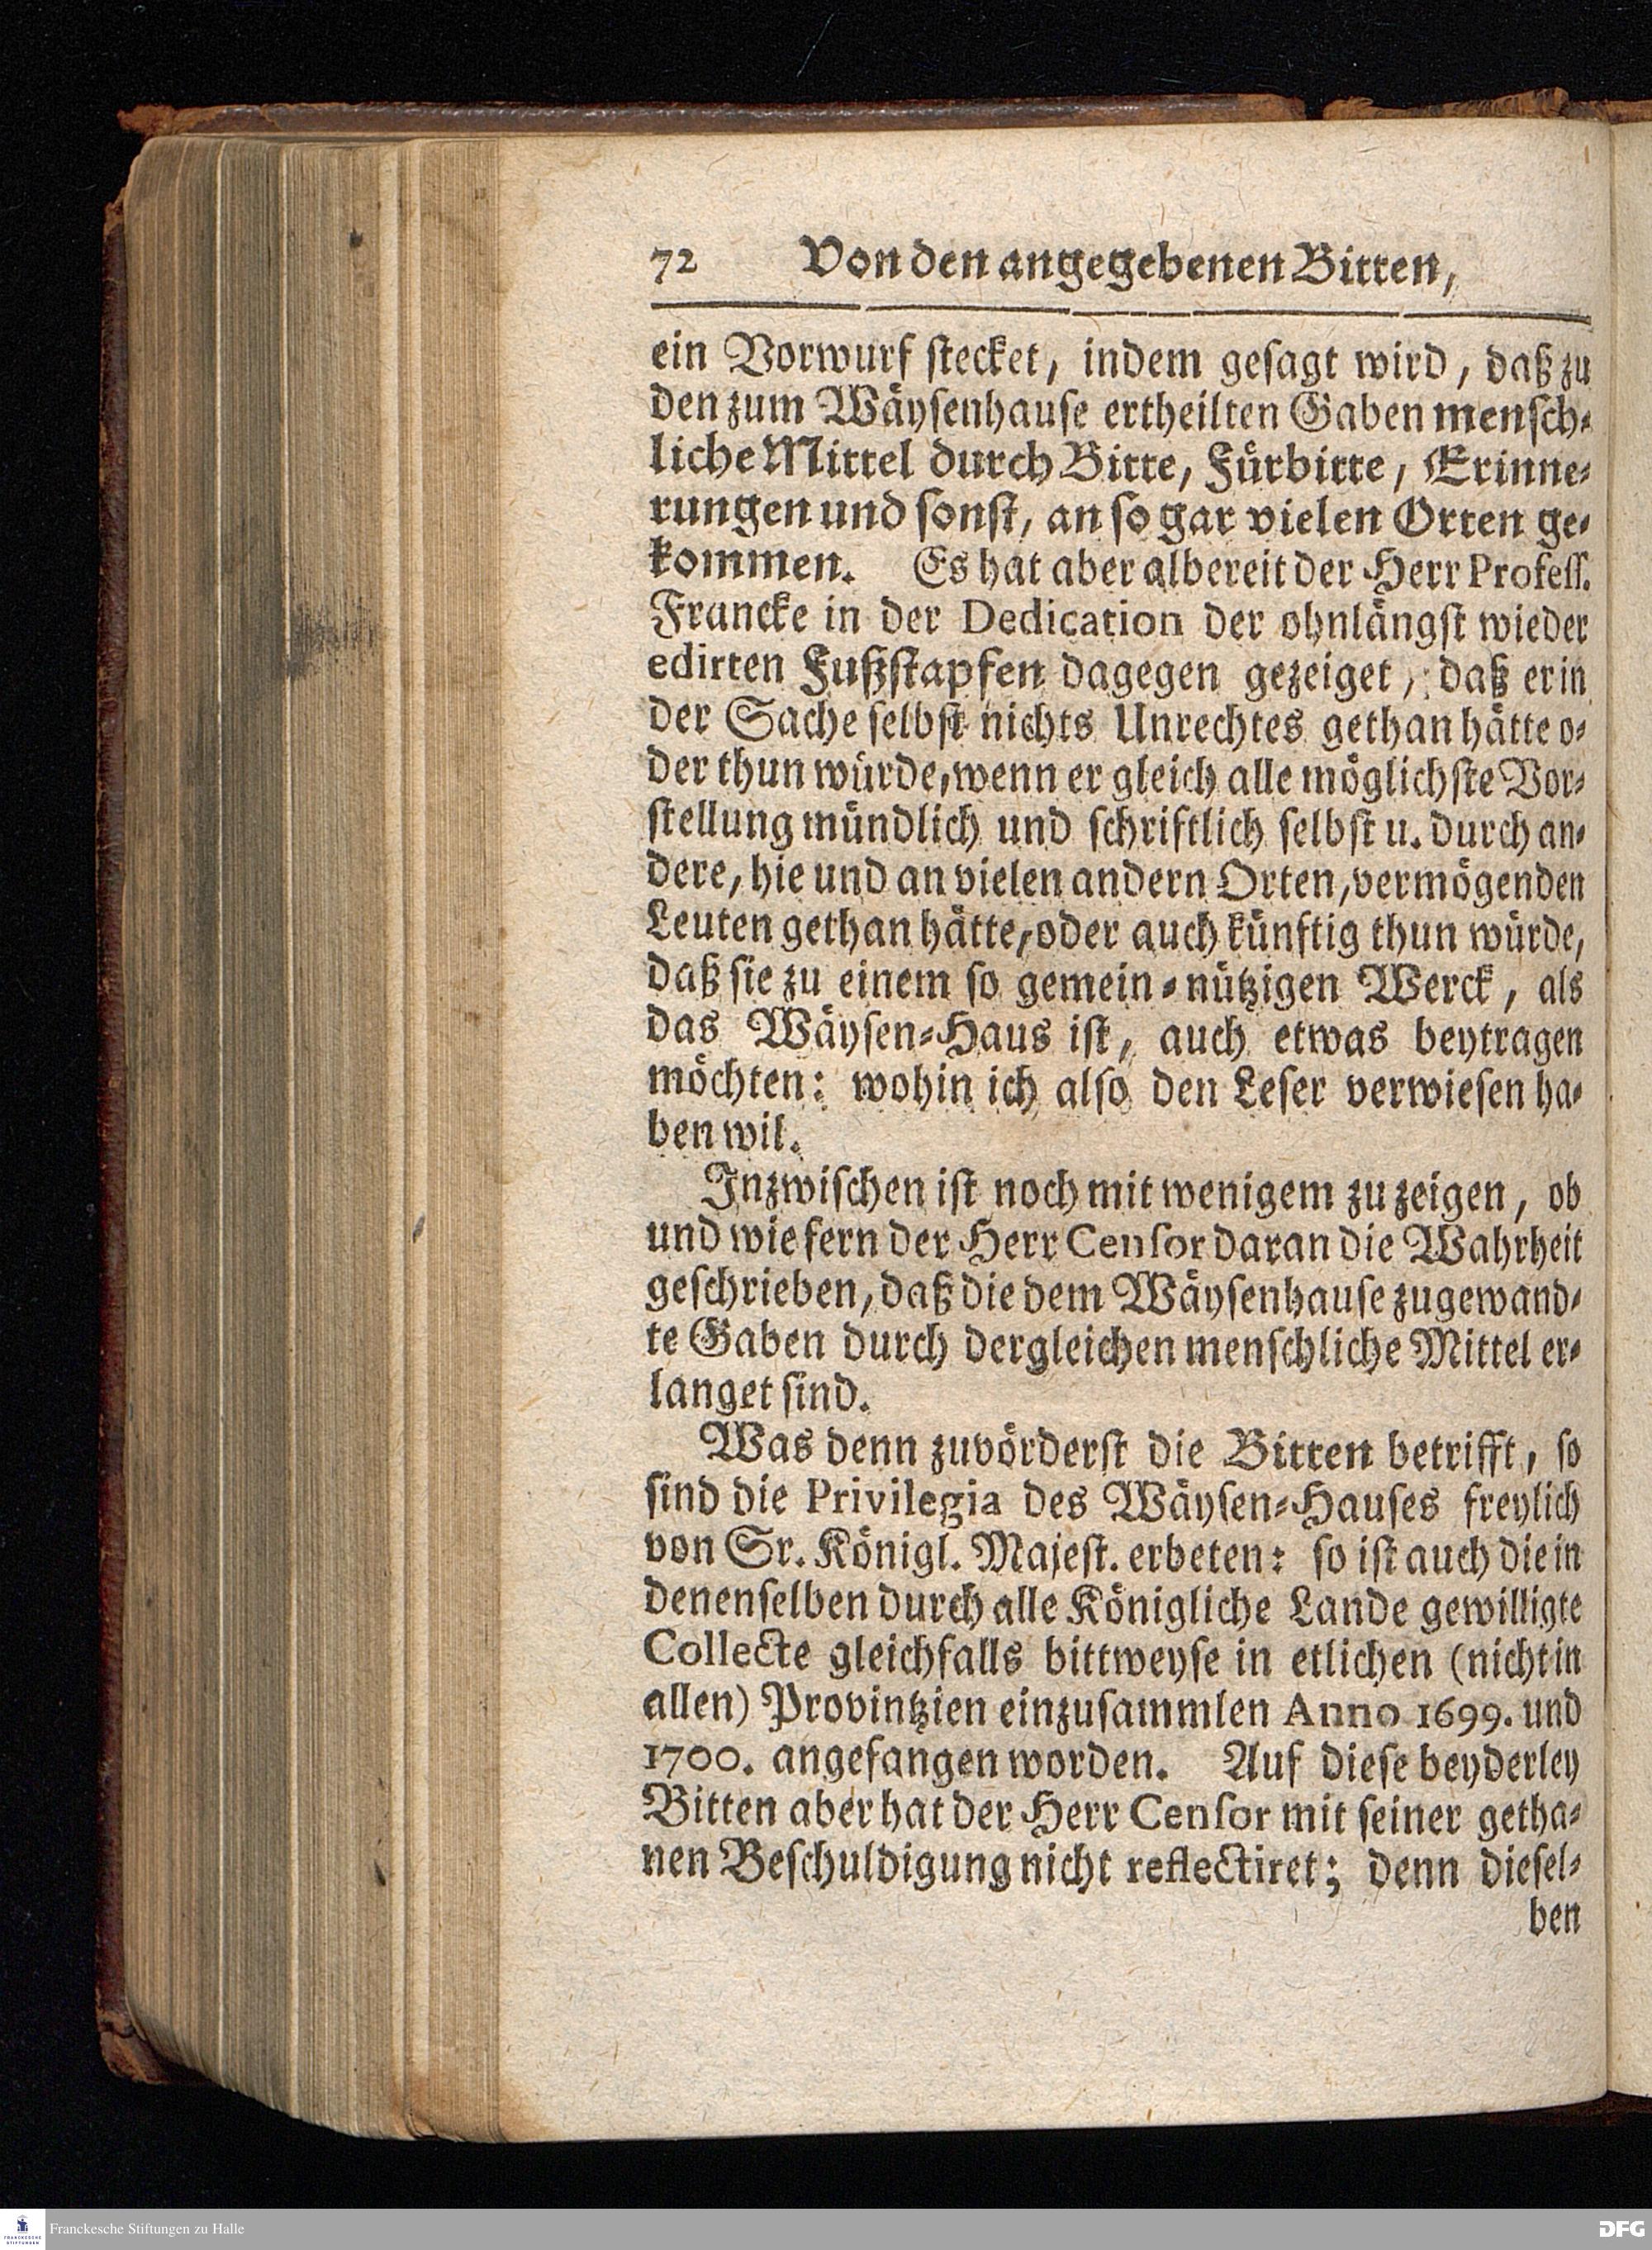 72 Von den angegebenen Bitten,
ein Vorwurf stecket, indem gesagt wird, daß zu
den zum Wäysenhause ertheilten Gaben mensch-
liche Mittel durch Bitte, Fürbitte, Erinne-
rungen und sonst, an so gar vielen Orten ge-
kommen. Es hat aber albereit der Herr Profess.
Francke in der Dedication der ohnlängst wieder
edirten Fußstapfen dagegen gezeiget, daß er in
der Sache selbst nichts Unrechtes gethan hätte o-
der thun würde, wenn er gleich alle möglichste Vor-
stellung mündlich und schriftlich selbst u. durch an-
dere, hie und an vielen andern Orten, vermögenden
Leuten gethan hätte, oder auch künftig thun würde,
daß sie zu einem so gemein-nützigen Werck, als
das Wäysen-Haus ist, auch etwas beytragen
möchten: wohin ich also den Leser verwiesen ha-
ben wil.
Inzwischen ist noch mit wenigem zu zeigen, ob
und wie fern der Herr Censor daran die Wahrheit
geschrieben, daß die dem Wäysenhause zugewand-
te Gaben durch dergleichen menschliche Mittel er-
langet sind.
Was denn zuvörderst die Bitten betrifft, so
sind die Privilegia des Wäysen-Hauses freylich
von Sr. Königl. Majest. erbeten: so ist auch die in
denenselben durch alle Königliche Lande gewilligte
Collecte gleichfalls bittweyse in etlichen (nicht in
allen) Provintzien einzusammlen Anno 1699. und
1700. angefangen worden. Auf diese beyderley
Bitten aber hat der Herr Censor mit seiner getha-
nen Beschuldigung nicht reflectiret; denn diesel-
ben
FRANCKESCHE STIFTUNGEN
Franckesche Stiftungen zu Halle
DFG